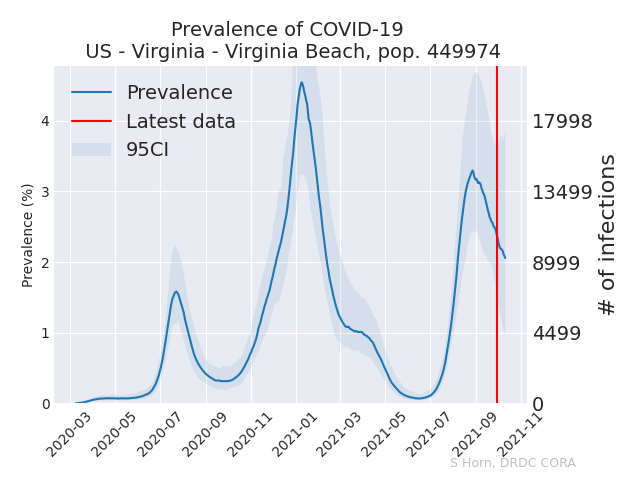 Prevalence of COVID-19
US - Virginia - Virginia Beach, pop. 449974
Prevalence
Latest data
95CI
Prevalence (%)
4
3
2
1
0
17998
13499
8999
4499
0
# of infections
2020-03
2020-05
2020-07
2020-09
2020-11
2021-01
2021-03
2021-05
2021-07
2021-09
2021-11
S Horn, DRDC CORA